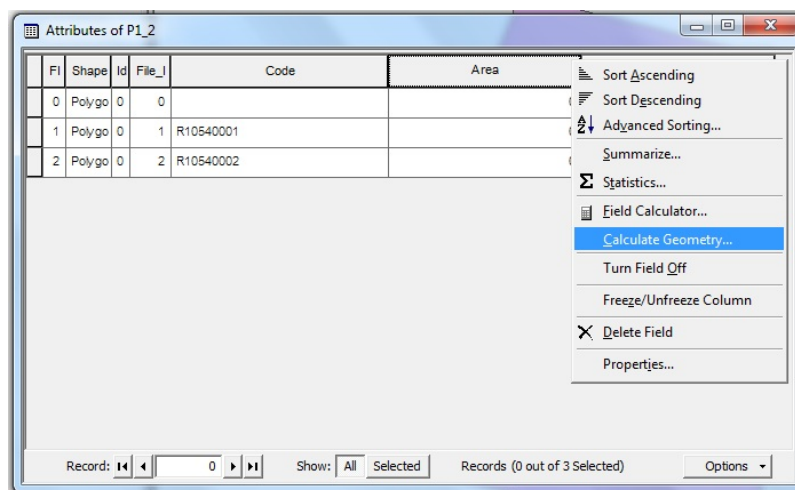 Attributes of P1_2
FI Shape Id File_I Code Area
0 Polygo 0 0
1 Polygo 0 1 R10540001
2 Polygo 0 2 R10540002
Sort Ascending
Sort Descending
Advanced Sorting...
Summarize...
Σ Statistics...
Field Calculator...
Calculate Geometry...
Turn Field Off
Freeze/Unfreeze Column
Delete Field
Properties...
Record: 0 Show: All Selected Records (0 out of 3 Selected) Options